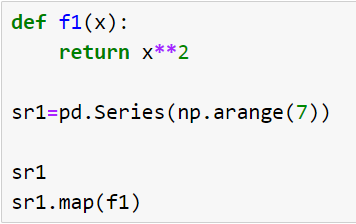 def f1(x):
    return x**2
sr1=pd.Series(np.arange(7))
sr1
sr1.map(f1)